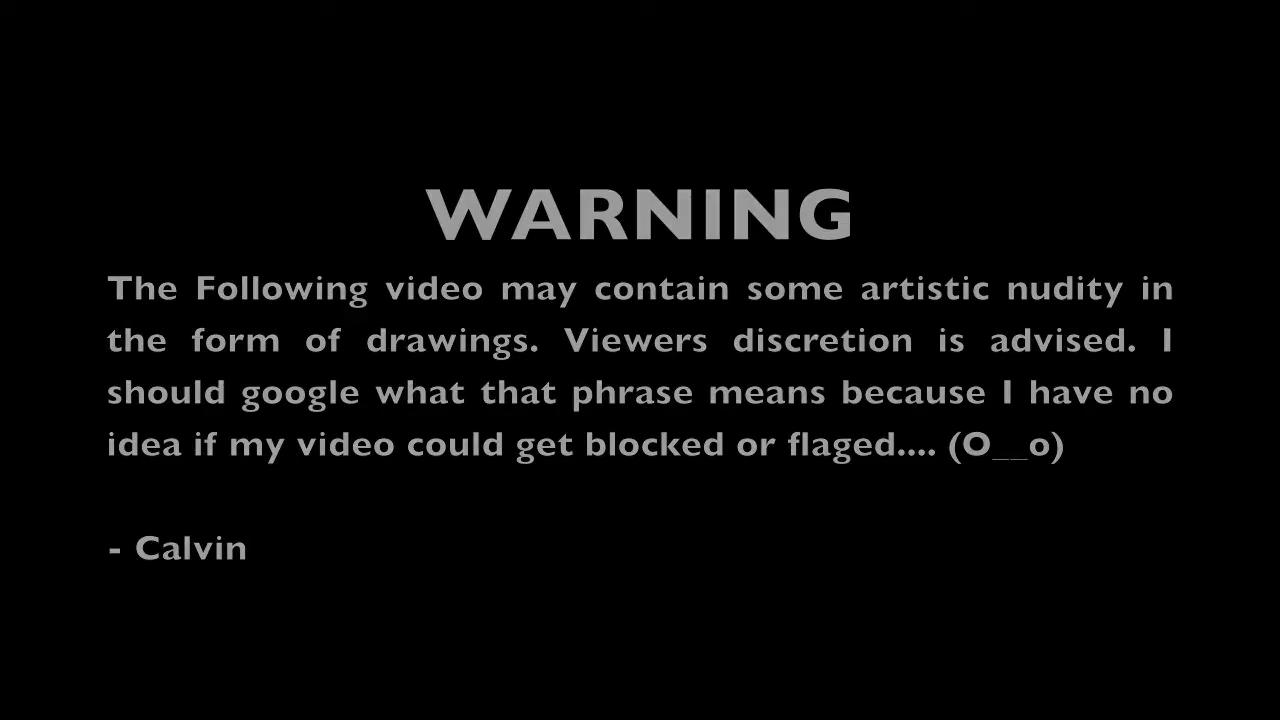 WARNING
The Following video may contain some artistic nudity in
the form of drawings. Viewers discretion is advised. I
should google what that phrase means because I have no
idea if my video could get blocked or flaged.... (O__o)
- Calvin